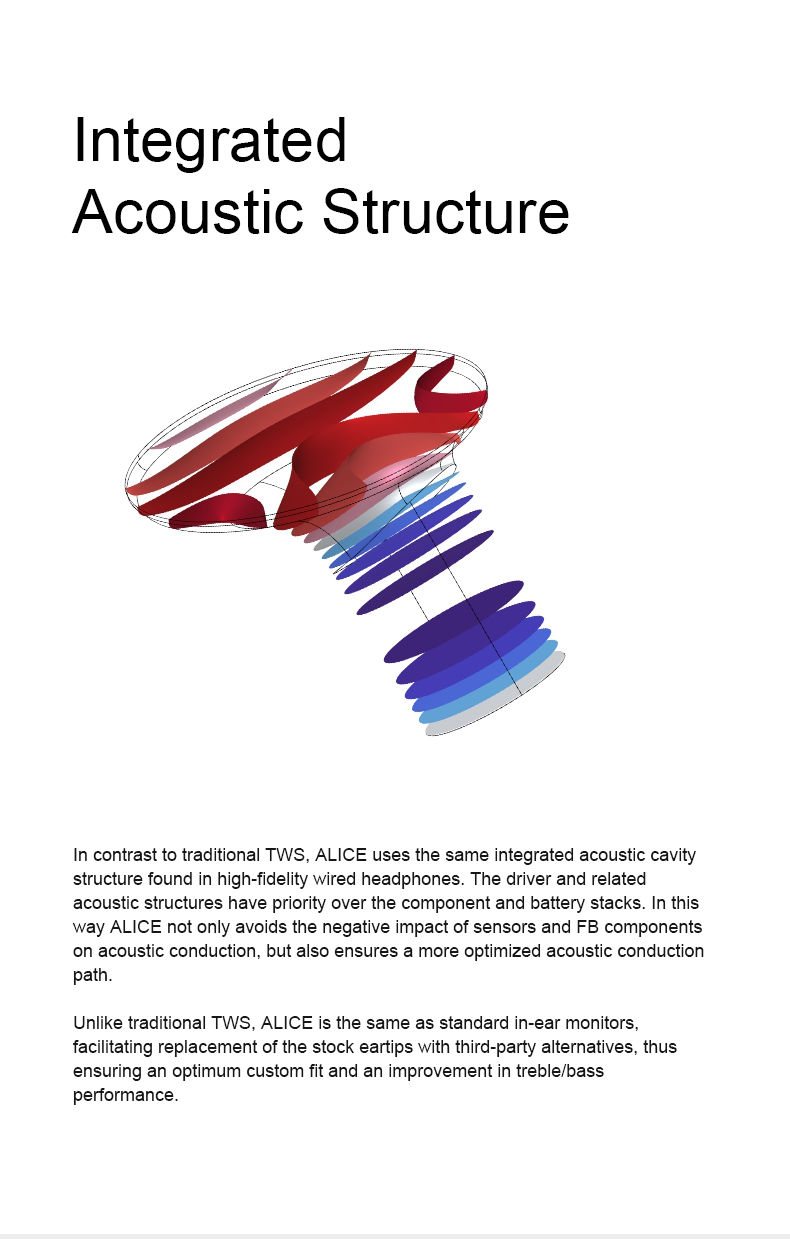 Integrated
Acoustic Structure
In contrast to traditional TWS, ALICE uses the same integrated acoustic cavity
structure found in high-fidelity wired headphones. The driver and related
acoustic structures have priority over the component and battery stacks. In this
way ALICE not only avoids the negative impact of sensors and FB components
on acoustic conduction, but also ensures a more optimized acoustic conduction
path.
Unlike traditional TWS, ALICE is the same as standard in-ear monitors,
facilitating replacement of the stock eartips with third-party alternatives, thus
ensuring an optimum custom fit and an improvement in treble/bass
performance.